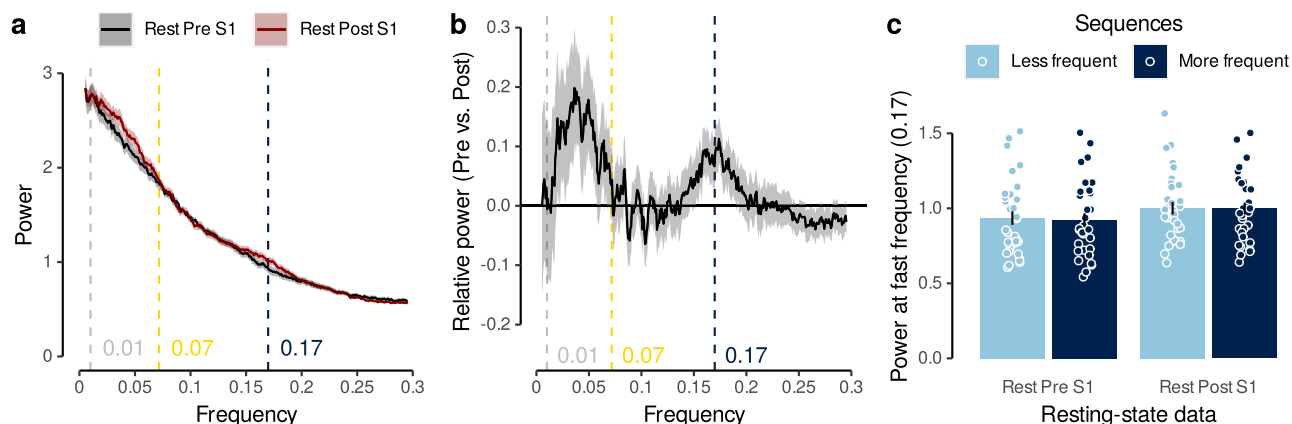 a
Rest Pre S1
Rest Post S1
Power
3
2
1
0
0.01
0.07
0.17
0
0.05
0.1
0.15
0.2
0.25
0.3
Frequency
b
Relative power (Pre vs. Post)
0.3
0.2
0.1
0.0
-0.1
-0.2
0.01
0.07
0.17
0
0.05
0.1
0.15
0.2
0.25
0.3
Frequency
c
Sequences
Less frequent
More frequent
Power at fast frequency (0.17)
1.5
1.0
0.5
0.0
Rest Pre S1
Rest Post S1
Resting-state data